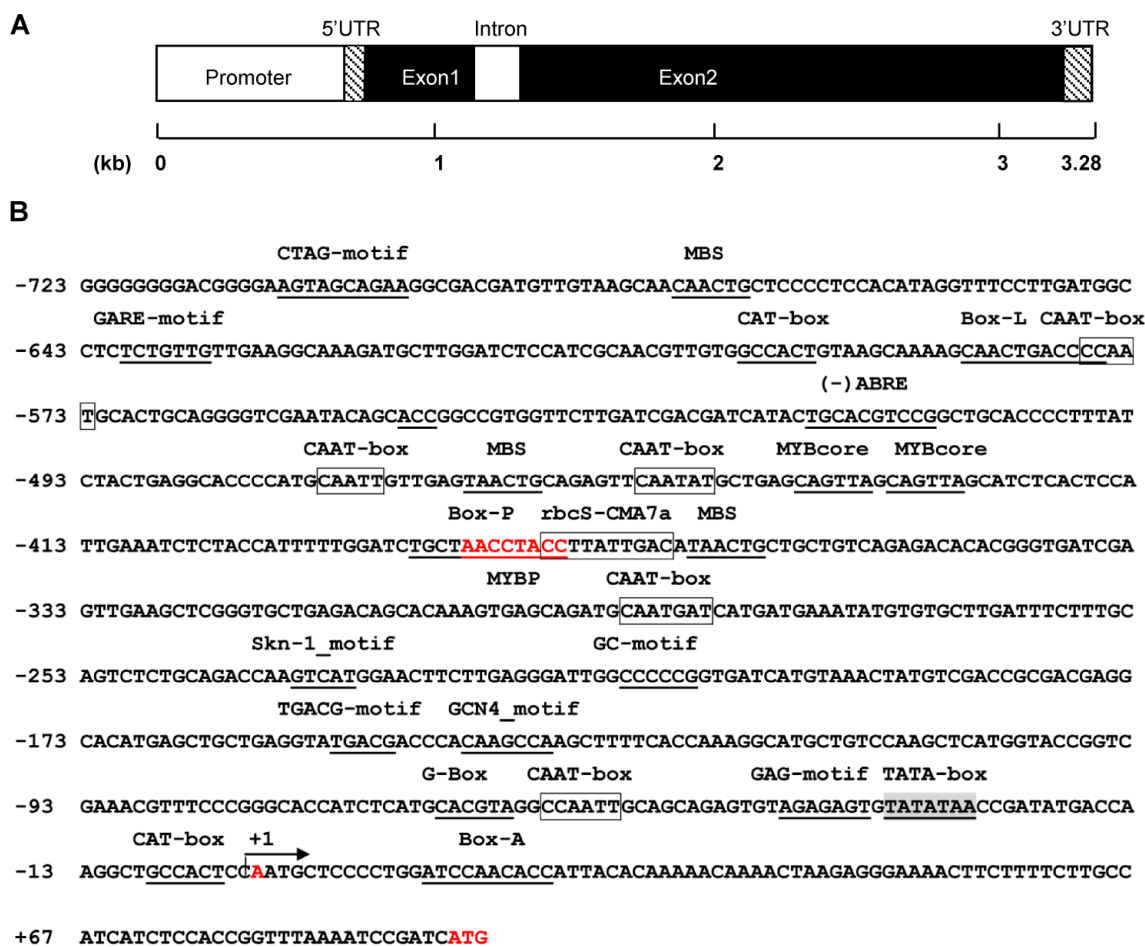 A
5'UTR Intron 3'UTR
Promoter Exon1 Exon2
(kb) 0 1 2 3 3.28
B
CTAG-motif MBS
-723 GGGGGGGGACGGGGAAGTAGCAGAAGGCGACGATGTTGTAAGCAACAACTGCTCCCCTCCACATAGGTTTCCTTGATGGC
GARE-motif CAT-box Box-L CAAT-box
-643 CTCTCTGTTGTTGAAGGCAAAGATGCTTGGATCTCCATCGCAACGTTGTGGCCACTGTAAGCAAAAGCAACTGACCCCAA
(-)ABRE
-573 TGCACTGCAGGGGTCGAATACAGCACCGGCCGTGGTTCTTGATCGACGATCATACTGCACGTCCGGCTGCACCCCTTTAT
CAAT-box MBS CAAT-box MYBcore MYBcore
-493 CTACTGAGGCACCCCATGCAATTGTTGAGTAACTGCAGAGTTCAATATGCTGAGCAGTTAGCAGTTAGCATCTCACTCCA
Box-P rbcS-CMA7a MBS
-413 TTGAAATCTCTACCATTTTTGGATCTGCTAACCTACCTTATTGACATAACTGCTGCTGTCAGAGACACACGGGTGATCGA
MYBP CAAT-box
-333 GTTGAAGCTCGGGTGCTGAGACAGCACAAAGTGAGCAGATGCAATGATCATGATGAAATATGTGTGCTTGATTTCTTTGC
Skn-1_motif GC-motif
-253 AGTCTCTGCAGACCAAGTCATGGAACTTCTTGAGGGATTGGCCCCCGGTGATCATGTAAACTATGTCGACCGCGACGAGG
TGACG-motif GCN4_motif
-173 CACATGAGCTGCTGAGGTATGACGACCCACAAGCCAAGCTTTTCACCAAAGGCATGCTGTCCAAGCTCATGGTACCGGTC
G-Box CAAT-box GAG-motif TATA-box
-93 GAAACGTTTCCCGGGCACCATCTCATGCACGTAGGCCAATTGCAGCAGAGTGTAGAGAGTGTATATAACCGATATGACCA
CAT-box +1 Box-A
-13 AGGCTGCCACTCCAATGCTCCCCTGGATCCAACACCATTACACAAAAACAAAACTAAGAGGGAAAACTTCTTTTCTTGCC
+67 ATCATCTCCACCGGTTTAAAATCCGATCATG